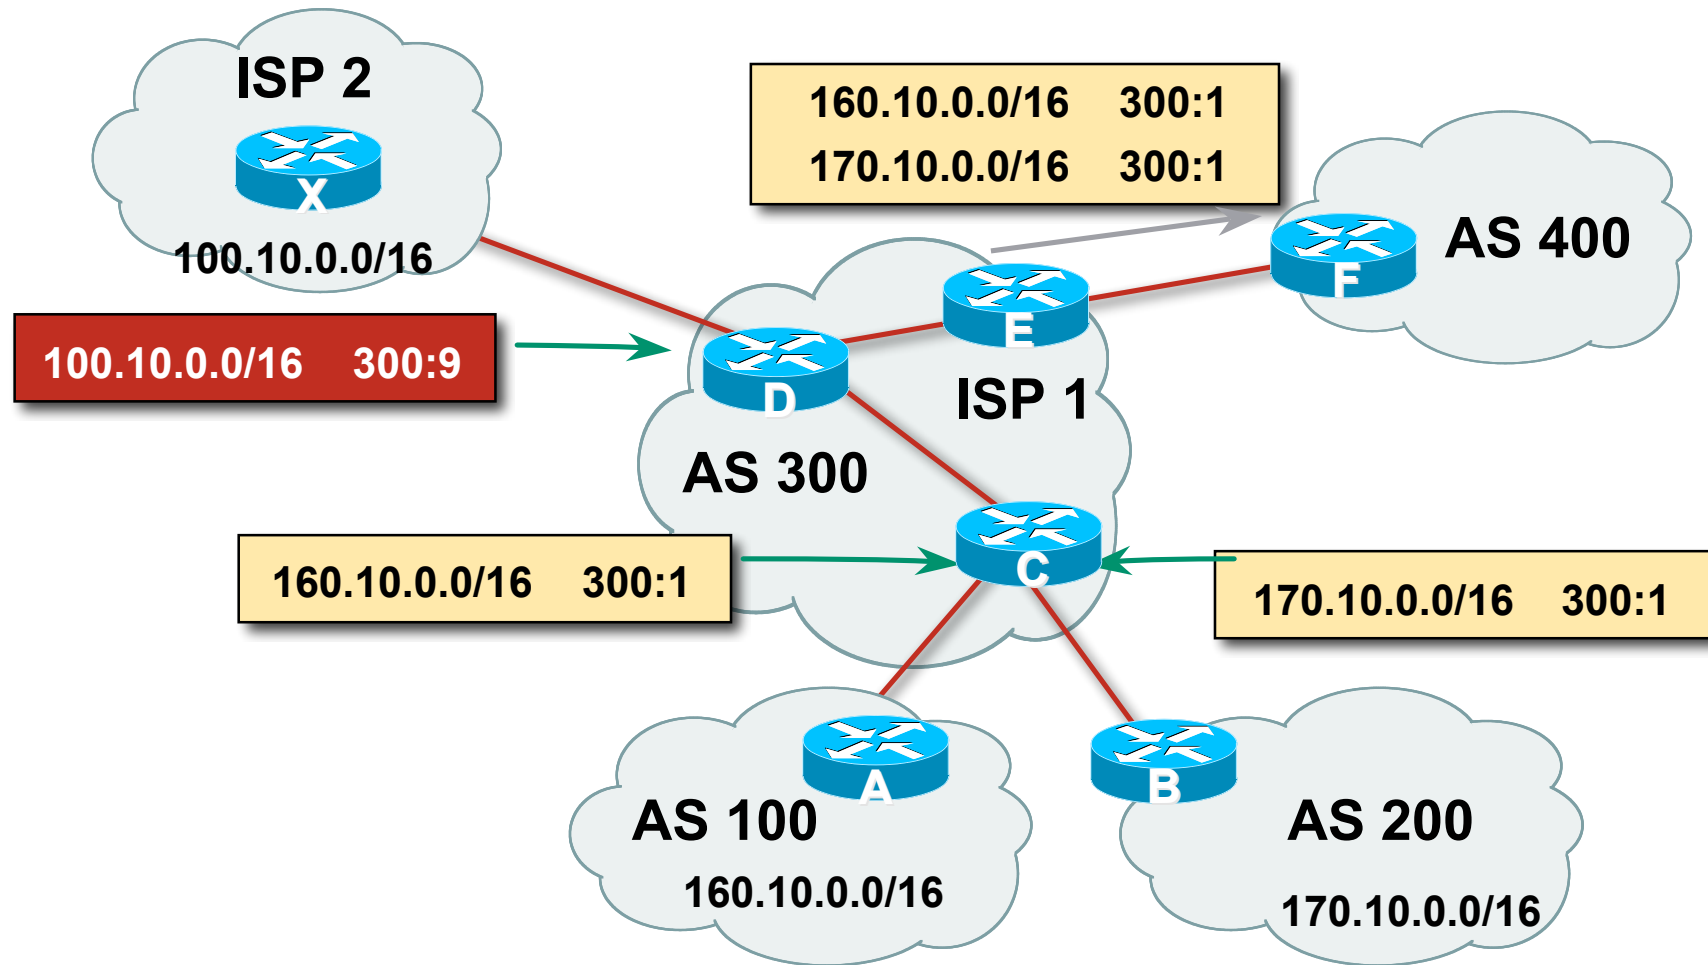 ISP 2
X
100.10.0.0/16
160.10.0.0/16 300:1
170.10.0.0/16 300:1
F
AS 400
E
100.10.0.0/16 300:9
D
ISP 1
AS 300
C
160.10.0.0/16 300:1
170.10.0.0/16 300:1
A
AS 100
160.10.0.0/16
B
AS 200
170.10.0.0/16